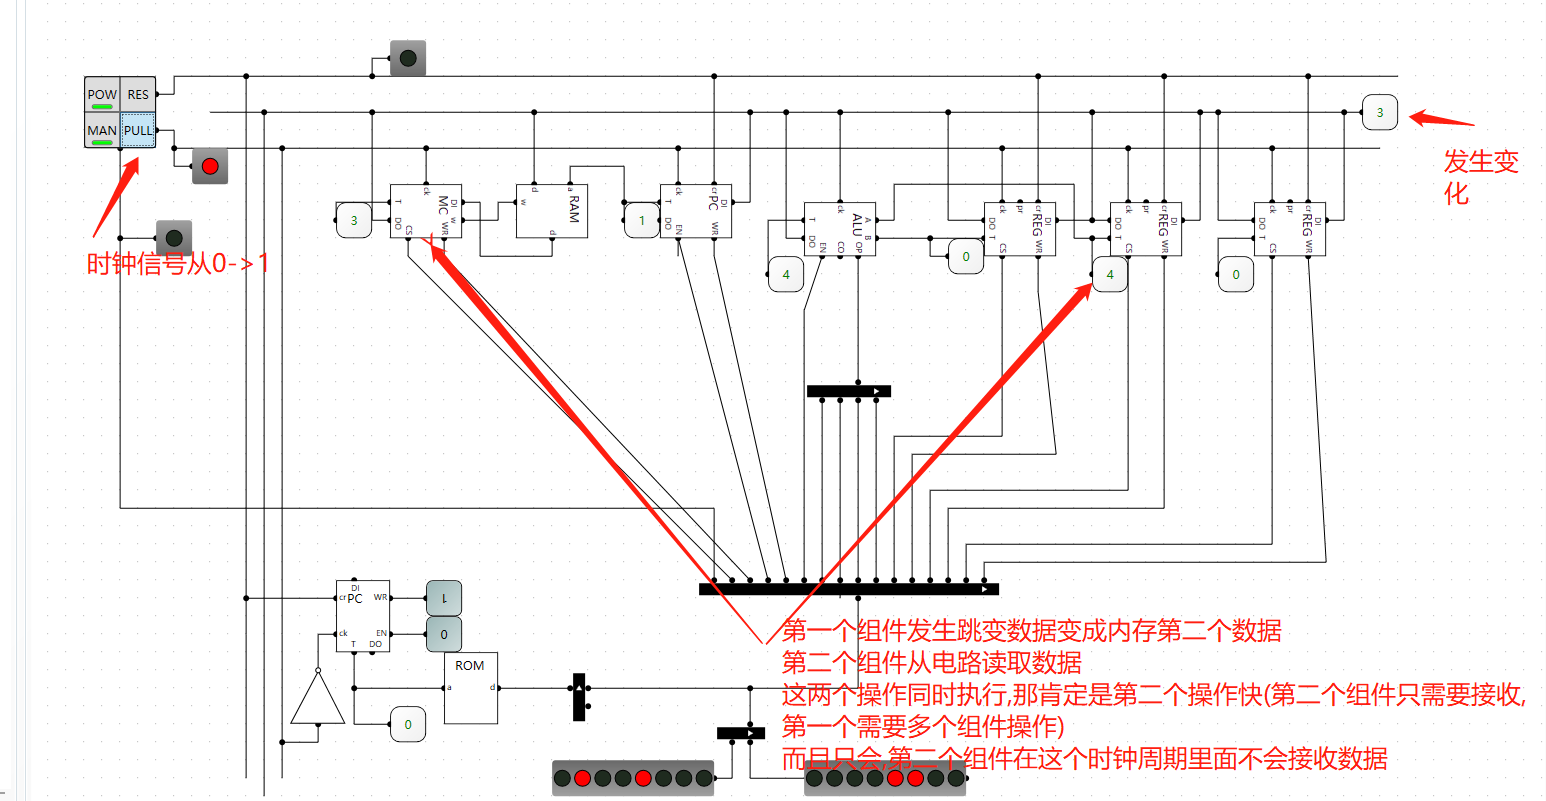 POW RES
MAN PULL
3
发生变
化
时钟信号从0->1
3
T
DO
CS
ck
MC
DI
w
WR
w
d
a
RAM
d
1
ck
T
DO
EN
cr
PC
DI
WR
T
DO
EN
ck
ALU
CO
A
B
OP
4
0
DO
T
CS
ck
pr
cr
REG
DI
WR
DO
T
CS
ck
pr
cr
REG
DI
WR
4
DO
T
CS
ck
pr
cr
REG
DI
WR
0
DI
cr PC WR
ck EN
T DO
1
0
ROM
a d
0
第一个组件发生跳变数据变成内存第二个数据
第二个组件从电路读取数据
这两个操作同时执行,那肯定是第二个操作快(第二个组件只需要接收,
第一个需要多个组件操作)
而且只会,第二个组件在这个时钟周期里面不会接收数据